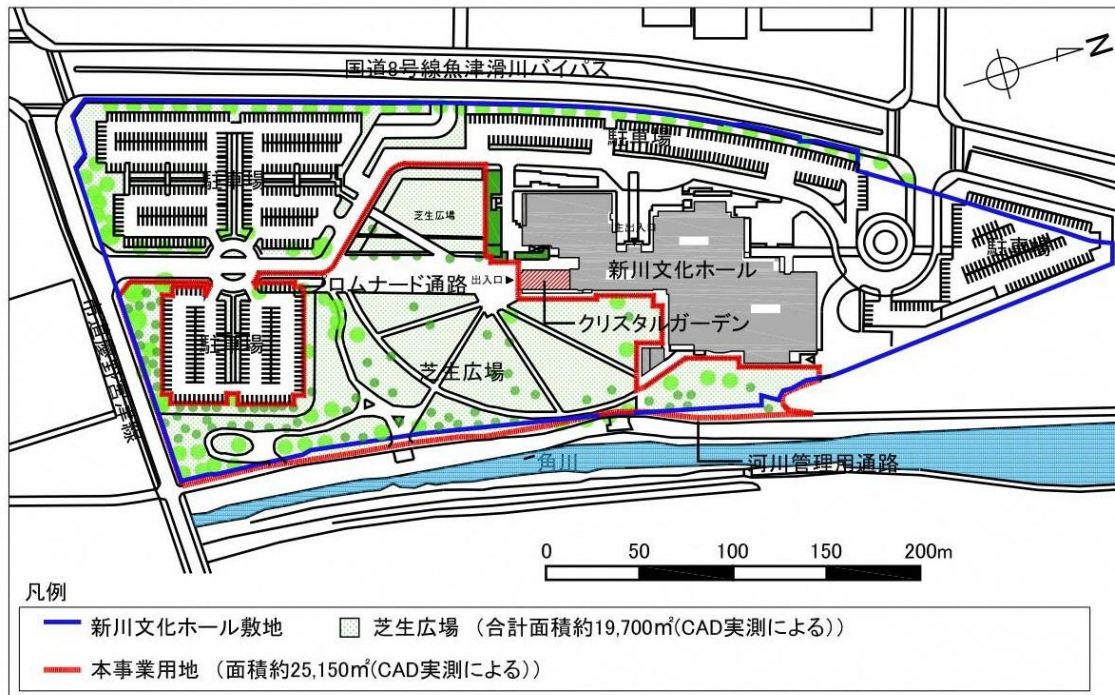 国道8号線魚津滑川バイパス
N
駐車場
駐車場
駐車場
芝生広場
主出入口
新川文化ホール
ロムナード通路
出入口
クリスタルガーデン
駐車場
芝生広場
角川
河川管理用通路
0 50 100 150 200m
凡例
新川文化ホール敷地
芝生広場 (合計面積約19,700㎡(CAD実測による))
本事業用地 (面積約25,150㎡(CAD実測による))